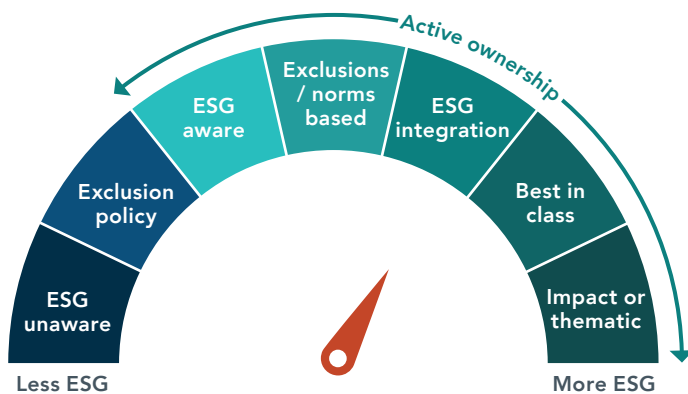 Active ownership
Exclusions
/ norms
based
ESG
aware
ESG
integration
Exclusion
policy
Best in
class
ESG
unaware
Impact or
thematic
Less ESG
More ESG